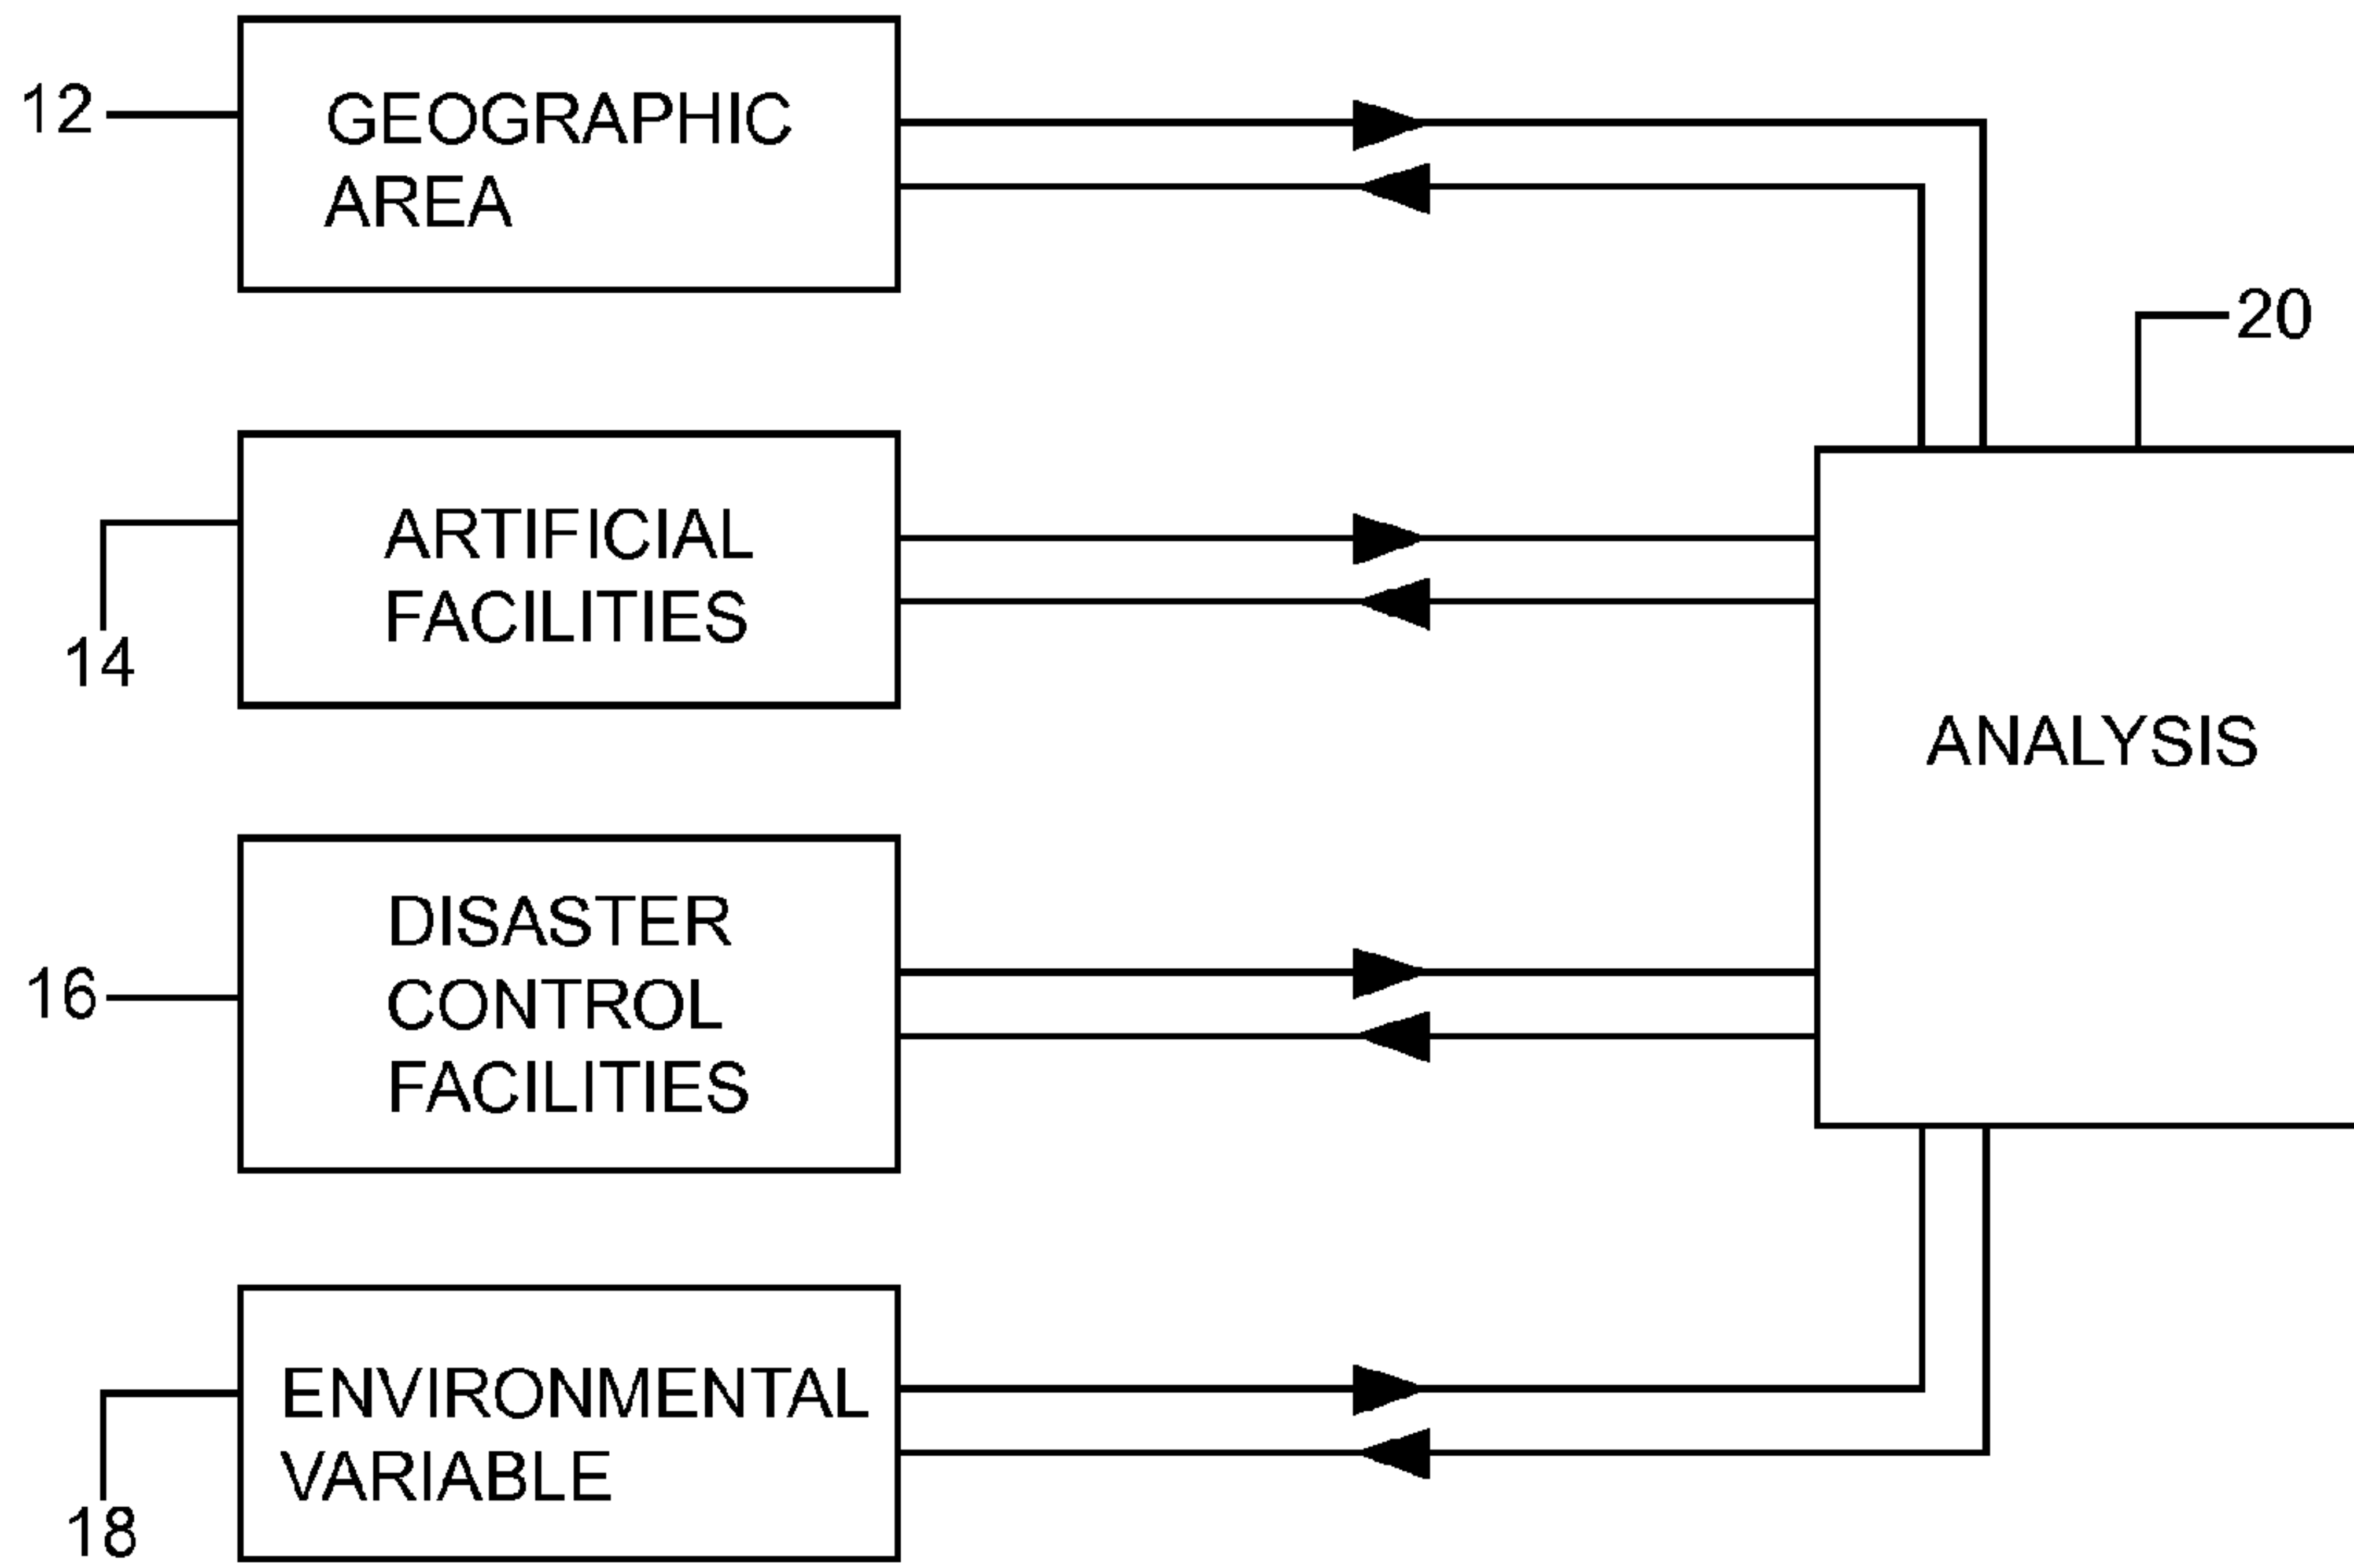 12
GEOGRAPHIC
AREA
20
14
ARTIFICIAL
FACILITIES
ANALYSIS
16
DISASTER
CONTROL
FACILITIES
18
ENVIRONMENTAL
VARIABLE